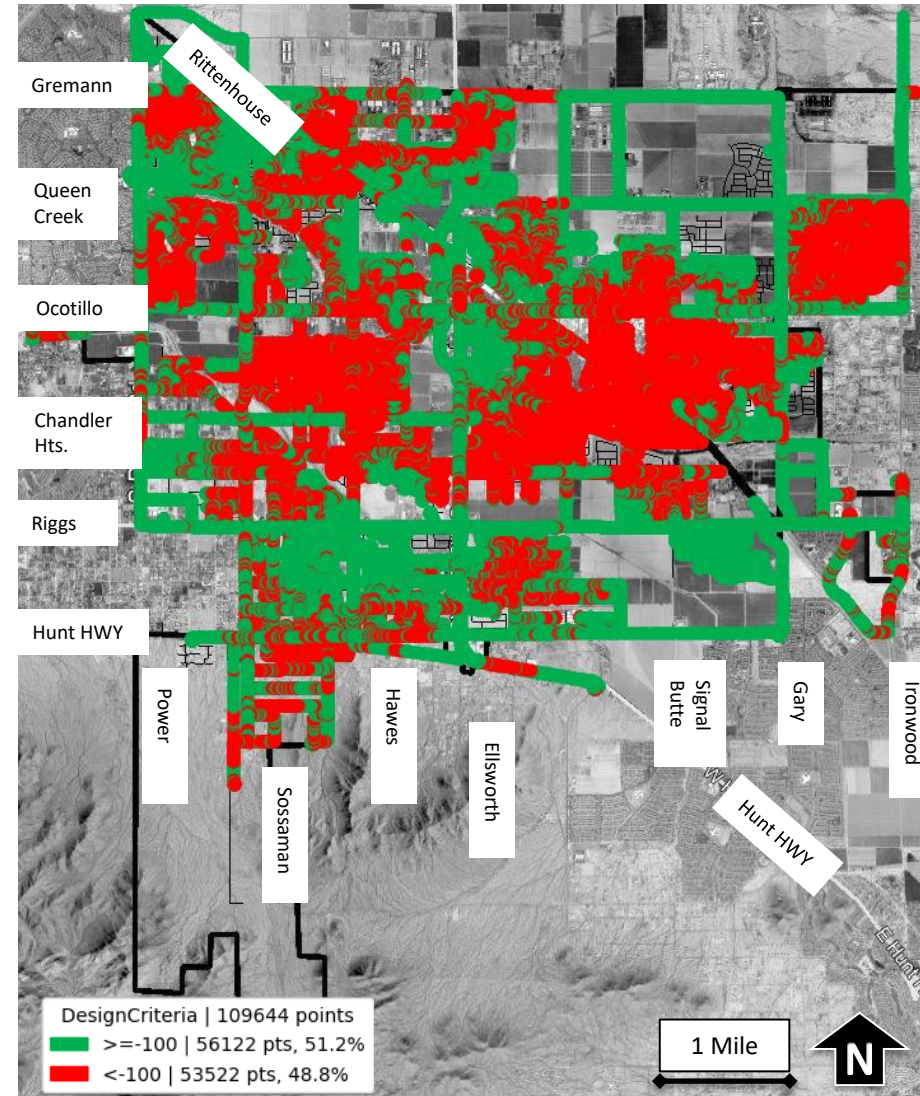 Rittenhouse
Gremann
Queen
Creek
Ocotillo
Chandler
Hts.
Riggs
Hunt HWY
Power
Sossaman
Hawes
Ellsworth
Signal
Butte
Gary
Ironwood
Hunt HWY
E Hunt
DesignCriteria | 109644 points
>=-100 | 56122 pts, 51.2%
<-100 | 53522 pts, 48.8%
1 Mile
N